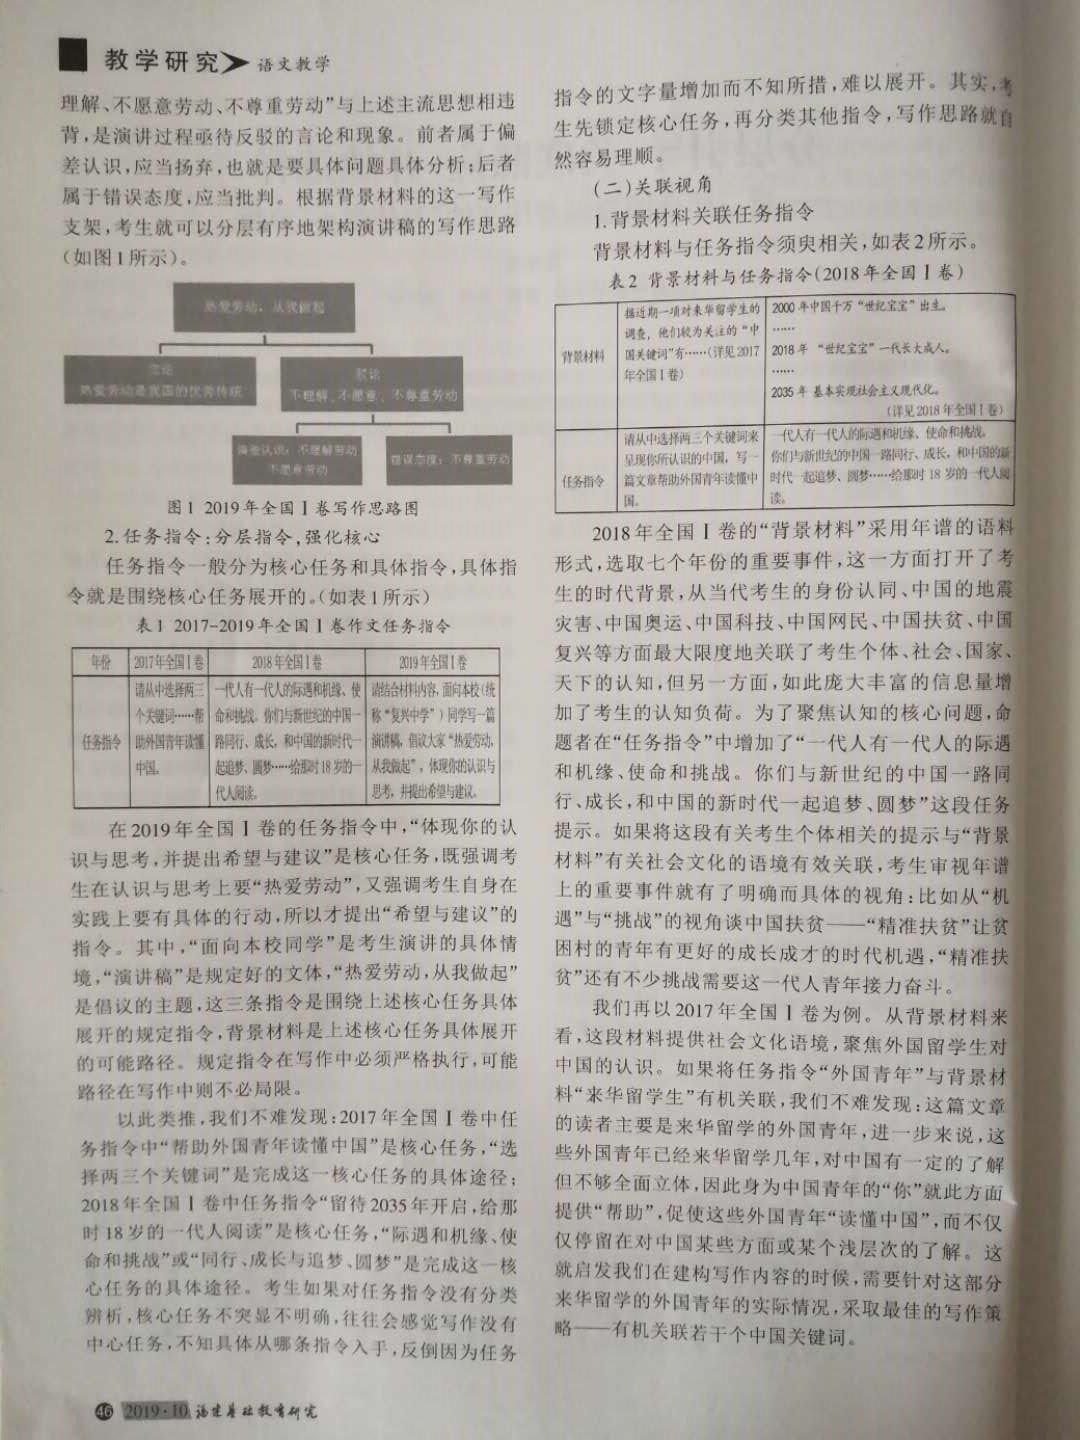 教学研究 语文教学
理解、不愿意劳动、不尊重劳动”与上述主流思想相违
背,是演讲过程亟待反驳的言论和现象。前者属于偏
差认识,应当扬弃,也就是要具体问题具体分析;后者
属于错误态度,应当批判。根据背景材料的这一写作
支架,考生就可以分层有序地架构演讲稿的写作思路
(如图1所示)。
热爱劳动,从我做起
立论
热爱劳动是我国的优秀传统
驳论
不理解、不愿意、不尊重劳动
偏差认识:不理解劳动
不愿意劳动
错误态度:不尊重劳动
图1 2019年全国Ⅰ卷写作思路图
2.任务指令:分层指令,强化核心
任务指令一般分为核心任务和具体指令,具体指
令就是围绕核心任务展开的。(如表1所示)
表1 2017-2019年全国Ⅰ卷作文任务指令
年份 2017年全国Ⅰ卷 2018年全国Ⅰ卷 2019年全国Ⅰ卷
任务指令
请从中选择两三
个关键词……帮
助外国青年读懂
中国。
一代人有一代人的际遇和机缘、使
命和挑战。你们与新世纪的中国一
路同行、成长,和中国的新时代一
起追梦、圆梦……给那时18岁的一
代人阅读。
请结合材料内容,面向本校(统
称“复兴中学”)同学写一篇
演讲稿,倡议大家“热爱劳动,
从我做起”,体现你的认识与
思考,并提出希望与建议。
在2019年全国Ⅰ卷的任务指令中,“体现你的认
识与思考,并提出希望与建议”是核心任务,既强调考
生在认识与思考上要“热爱劳动”,又强调考生自身在
实践上要有具体的行动,所以才提出“希望与建议”的
指令。其中,“面向本校同学”是考生演讲的具体情
境,“演讲稿”是规定好的文体,“热爱劳动,从我做起”
是倡议的主题,这三条指令是围绕上述核心任务具体
展开的规定指令,背景材料是上述核心任务具体展开
的可能路径。规定指令在写作中必须严格执行,可能
路径在写作中则不必局限。
以此类推,我们不难发现:2017年全国Ⅰ卷中任
务指令中“帮助外国青年读懂中国”是核心任务,“选
择两三个关键词”是完成这一核心任务的具体途径;
2018年全国Ⅰ卷中任务指令“留待2035年开启,给那
时18岁的一代人阅读”是核心任务,“际遇和机缘、使
命和挑战”或“同行、成长与追梦、圆梦”是完成这一核
心任务的具体途径。考生如果对任务指令没有分类
辨析,核心任务不突显不明确,往往会感觉写作没有
中心任务,不知具体从哪条指令入手,反倒因为任务
指令的文字量增加而不知所措,难以展开。其实,考
生先锁定核心任务,再分类其他指令,写作思路就自
然容易理顺。
(二)关联视角
1.背景材料关联任务指令
背景材料与任务指令须臾相关,如表2所示。
表2 背景材料与任务指令(2018年全国Ⅰ卷)
背景材料
据近期一项对来华留学生的
调查,他们较为关注的“中
国关键词”有……(详见2017
年全国Ⅰ卷)
2000 年中国千万“世纪宝宝”出生。
……
2018 年 “世纪宝宝”一代长大成人。
……
2035 年 基本实现社会主义现代化。
(详见2018年全国Ⅰ卷)
任务指令
请从中选择两三个关键词来
呈现你所认识的中国,写一
篇文章帮助外国青年读懂中
国。
一代人有一代人的际遇和机缘、使命和挑战。
你们与新世纪的中国一路同行、成长,和中国的新
时代一起追梦、圆梦……给那时 18 岁的一代人阅
读。
2018年全国Ⅰ卷的“背景材料”采用年谱的语料
形式,选取七个年份的重要事件,这一方面打开了考
生的时代背景,从当代考生的身份认同、中国的地震
灾害、中国奥运、中国科技、中国网民、中国扶贫、中国
复兴等方面最大限度地关联了考生个体、社会、国家、
天下的认知,但另一方面,如此庞大丰富的信息量增
加了考生的认知负荷。为了聚焦认知的核心问题,命
题者在“任务指令”中增加了“一代人有一代人的际遇
和机缘、使命和挑战。你们与新世纪的中国一路同
行、成长,和中国的新时代一起追梦、圆梦”这段任务
提示。如果将这段有关考生个体相关的提示与“背景
材料”有关社会文化的语境有效关联,考生审视年谱
上的重要事件就有了明确而具体的视角:比如从“机
遇”与“挑战”的视角谈中国扶贫——“精准扶贫”让贫
困村的青年有更好的成长成才的时代机遇,“精准扶
贫”还有不少挑战需要这一代人青年接力奋斗。
我们再以2017年全国Ⅰ卷为例。从背景材料来
看,这段材料提供社会文化语境,聚焦外国留学生对
中国的认识。如果将任务指令“外国青年”与背景材
料“来华留学生”有机关联,我们不难发现:这篇文章
的读者主要是来华留学的外国青年,进一步来说,这
些外国青年已经来华留学几年,对中国有一定的了解
但不够全面立体,因此身为中国青年的“你”就此方面
提供“帮助”,促使这些外国青年“读懂中国”,而不仅
仅停留在对中国某些方面或某个浅层次的了解。这
就启发我们在建构写作内容的时候,需要针对这部分
来华留学的外国青年的实际情况,采取最佳的写作策
略——有机关联若干个中国关键词。
46 2019·10 福建基础教育研究